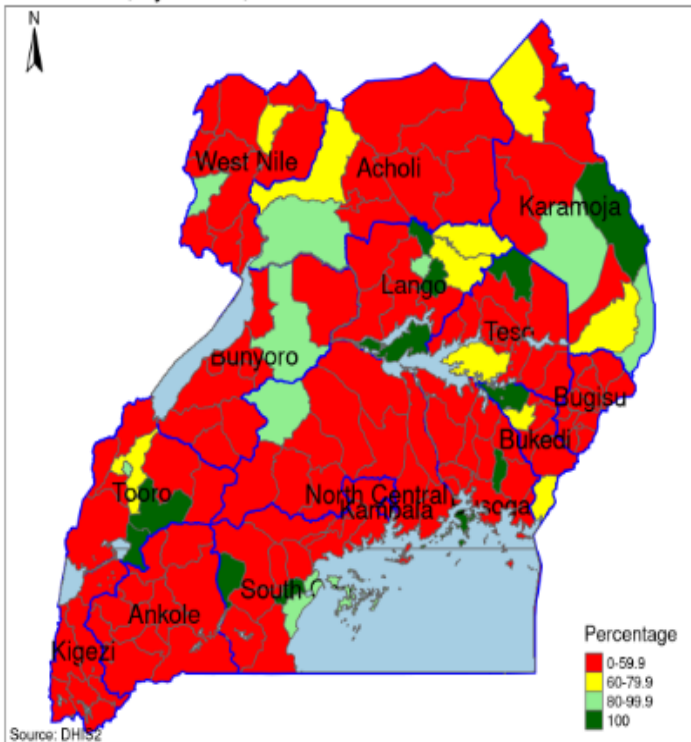 N
West Nile
Acholi
Karamoja
Lango
Teso
Bunyoro
Bugisu
Bukedi
Tooro
North Central
Kampala
South C
Ankole
Kigezi
Percentage
0-59.9
60-79.9
80-99.9
100
Source: DHIS2